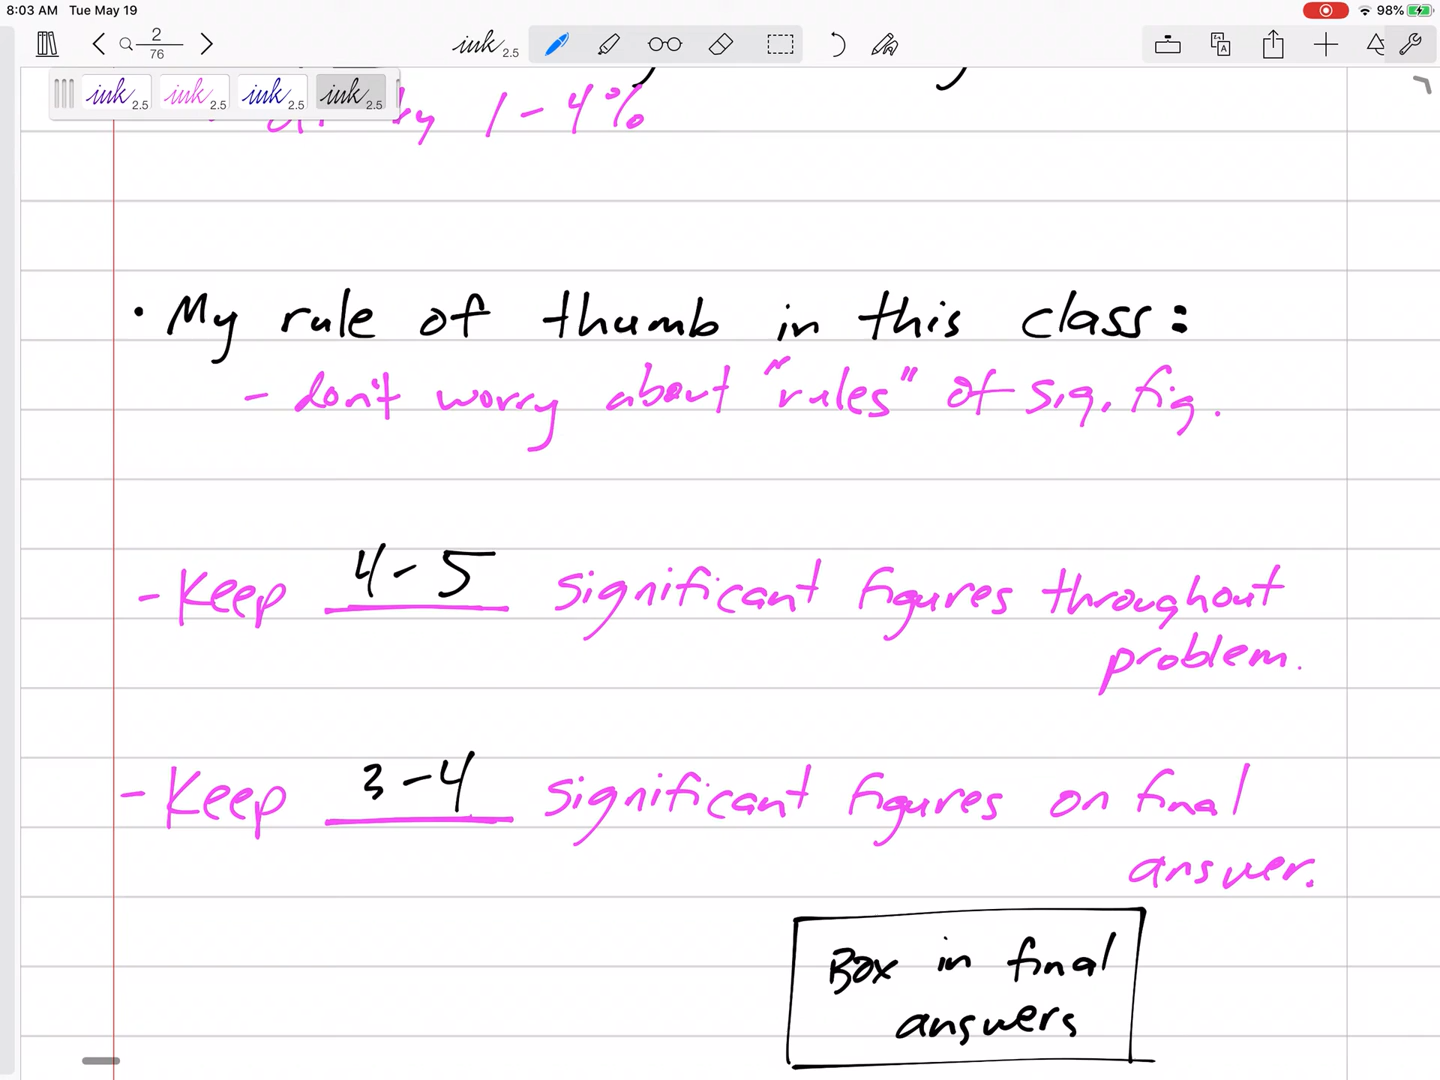 8:03 AM Tue May 19
98%
2
76
ink 2.5
ink 2.5 ink 2.5 ink 2.5 ink 2.5
by 1-4%
• My rule of thumb in this class:
- don't worry about "rules" of sig. fig.
- Keep 4-5 significant figures throughout
problem.
- Keep 3-4 significant figures on final
answer.
Box in final
answers